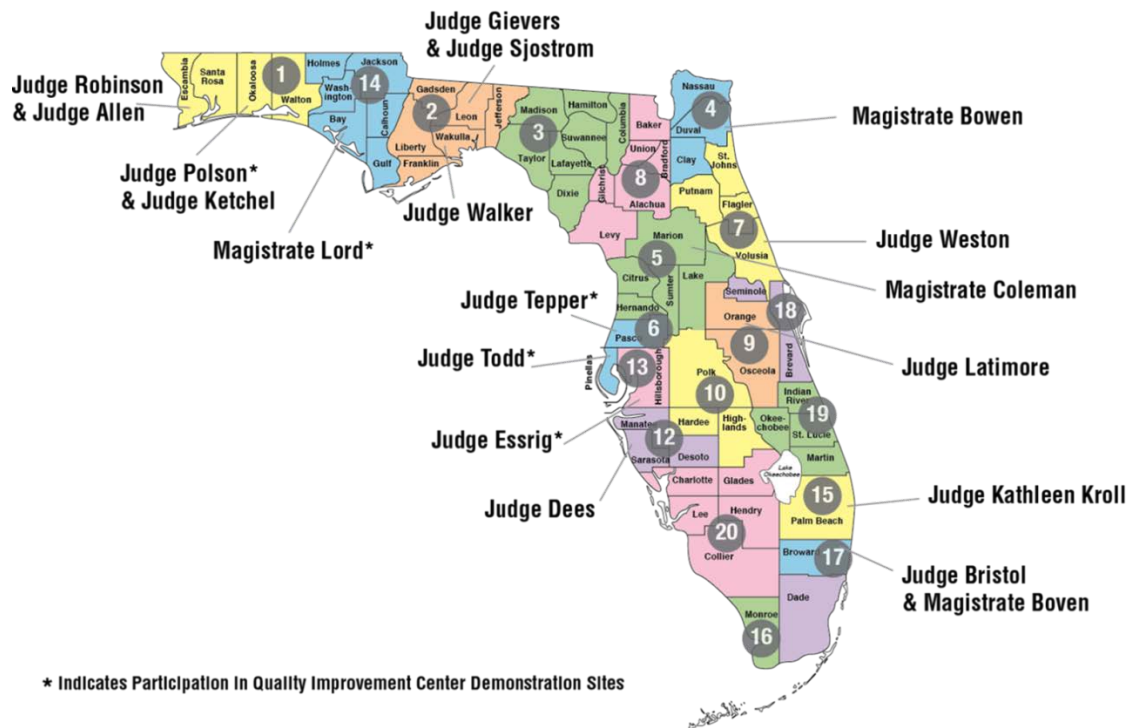 Judge Gievers
& Judge Sjostrom
Judge Robinson
& Judge Allen
Judge Polson*
& Judge Ketchel
Magistrate Lord*
Judge Walker
Magistrate Bowen
Judge Weston
Magistrate Coleman
Judge Tepper*
Judge Todd*
Judge Latimore
Judge Essrig*
Judge Dees
Judge Kathleen Kroll
Judge Bristol
& Magistrate Boven
Escambia
Santa
Rosa
Okaloosa
1
Walton
Holmes
Jackson
Wash-
ington
14
Bay
Calhoun
Gulf
Gadsden
2
Leon
Jefferson
Liberty
Wakulla
Franklin
Madison
3
Taylor
Hamilton
Suwannee
Lafayette
Dixie
Columbia
Baker
Union
Bradford
8
Gilchrist
Alachua
Levy
Nassau
4
Duval
Clay
St.
Johns
Putnam
Flagler
7
Volusia
Marion
5
Citrus
Sumter
Lake
Hernando
Pasco
6
Pinellas
13
Hillsborough
Seminole
18
Orange
9
Osceola
Brevard
Polk
10
Hardee
High-
lands
Indian
River
19
Okee-
chobee
St. Lucie
Martin
Lake
Okeechobee
Manate
12
Sarasota
Desoto
Charlotte
Glades
Lee
Hendry
20
Collier
15
Palm Beach
Broward
17
Dade
Monroe
16
* Indicates Participation in Quality Improvement Center Demonstration Sites